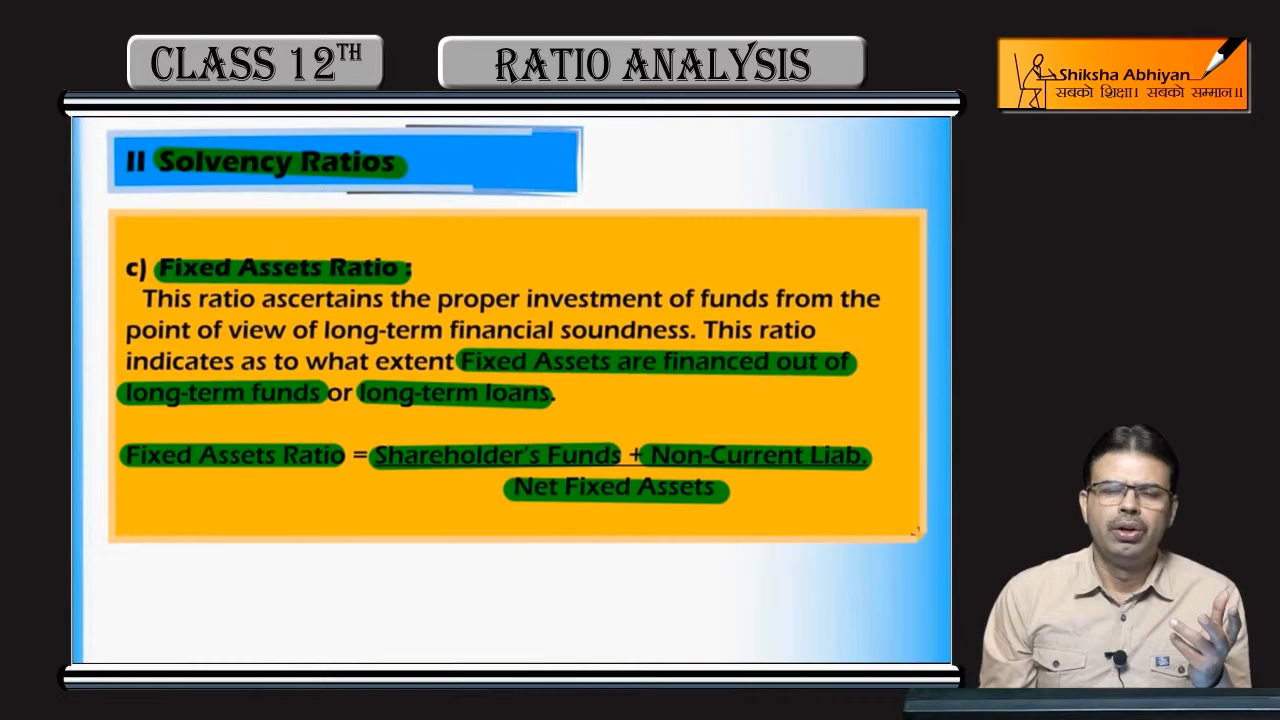 CLASS 12TH
RATIO ANALYSIS
Shiksha Abhiyan
सबको शिक्षा। सबको सम्मान॥
II Solvency Ratios
c) Fixed Assets Ratio :
This ratio ascertains the proper investment of funds from the
point of view of long-term financial soundness. This ratio
indicates as to what extent Fixed Assets are financed out of
long-term funds or long-term loans.
Fixed Assets Ratio = Shareholder's Funds + Non-Current Liab.
Net Fixed Assets